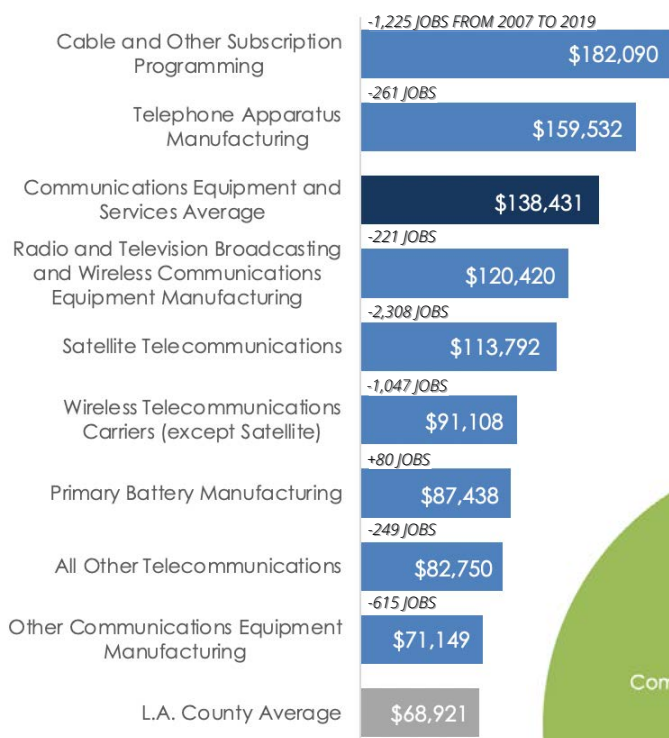 -1,225 JOBS FROM 2007 TO 2019
Cable and Other Subscription
Programming
$182,090
-261 JOBS
Telephone Apparatus
Manufacturing
$159,532
Communications Equipment and
Services Average
$138,431
-221 JOBS
Radio and Television Broadcasting
and Wireless Communications
Equipment Manufacturing
$120,420
-2,308 JOBS
Satellite Telecommunications
$113,792
-1,047 JOBS
Wireless Telecommunications
Carriers (except Satellite)
$91,108
+80 JOBS
Primary Battery Manufacturing
$87,438
-249 JOBS
All Other Telecommunications
$82,750
-615 JOBS
Other Communications Equipment
Manufacturing
$71,149
Com
L.A. County Average
$68,921